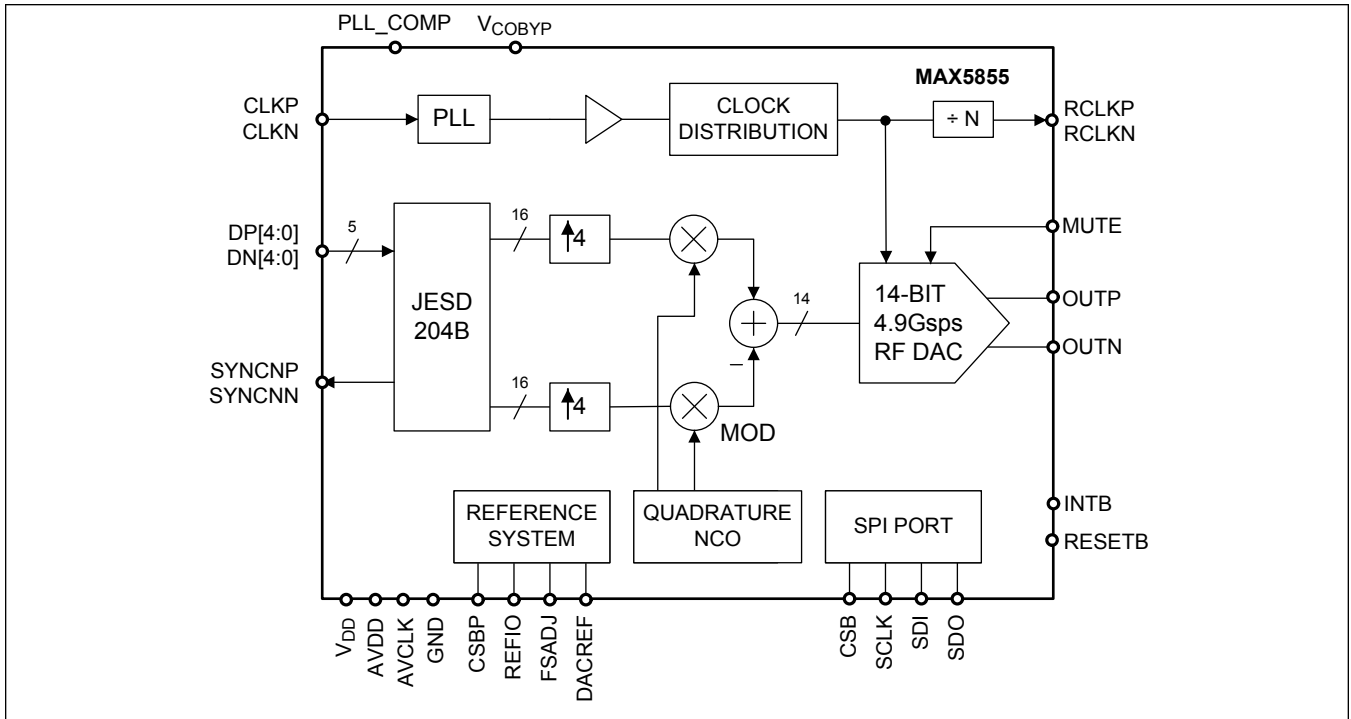 PLL_COMP
VCOBYP
MAX5855
CLKP
CLKN
PLL
CLOCK
DISTRIBUTION
÷ N
RCLKP
RCLKN
DP[4:0]
DN[4:0]
5
JESD
204B
16
4
MUTE
14
14-BIT
4.9Gsps
RF DAC
OUTP
OUTN
SYNCNP
SYNCNN
16
4
MOD
REFERENCE
SYSTEM
QUADRATURE
NCO
SPI PORT
INTB
RESETB
VDD
AVDD
AVCLK
GND
CSBP
REFIO
FSADJ
DACREF
CSB
SCLK
SDI
SDO